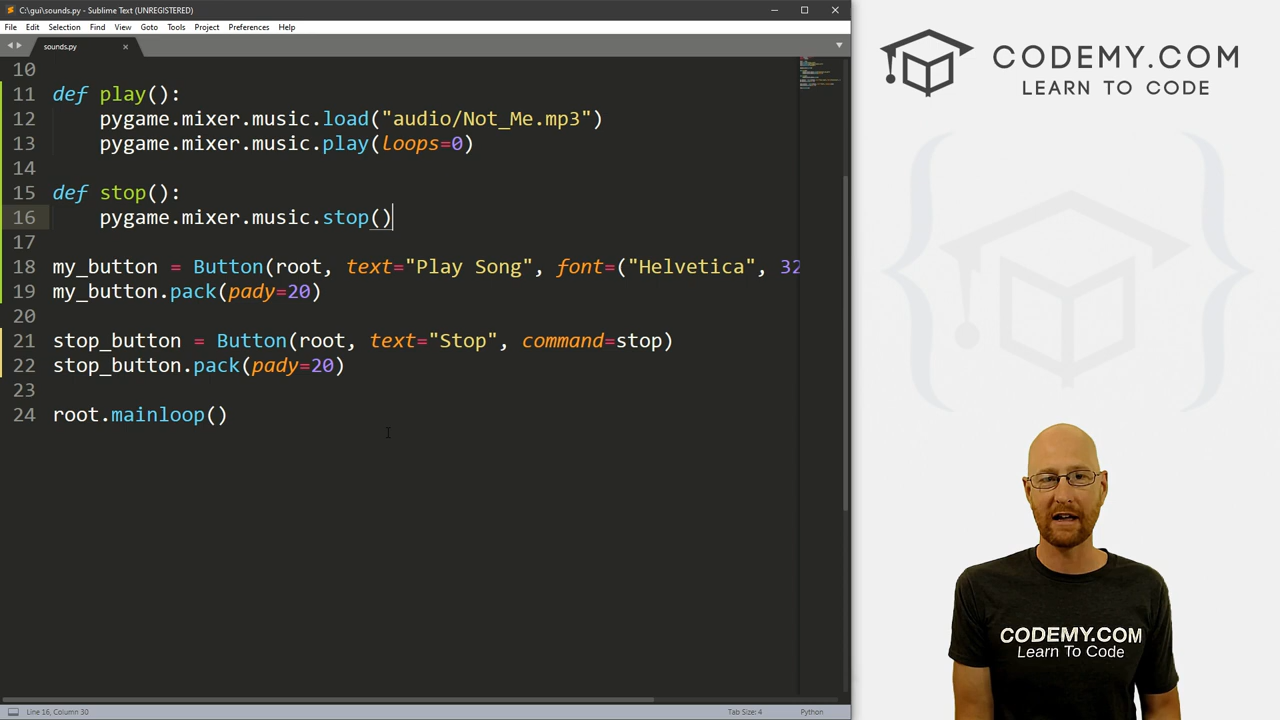 C:\gui\sounds.py - Sublime Text (UNREGISTERED)
File Edit Selection Find View Goto Tools Project Preferences Help
sounds.py
10
11 def play():
12     pygame.mixer.music.load("audio/Not_Me.mp3")
13     pygame.mixer.music.play(loops=0)
14
15 def stop():
16     pygame.mixer.music.stop()
17
18 my_button = Button(root, text="Play Song", font=("Helvetica", 32
19 my_button.pack(pady=20)
20
21 stop_button = Button(root, text="Stop", command=stop)
22 stop_button.pack(pady=20)
23
24 root.mainloop()
Line 16, Column 30
Tab Size: 4
Python
CODEMY.COM
LEARN TO CODE
CODEMY.COM
Learn To Code